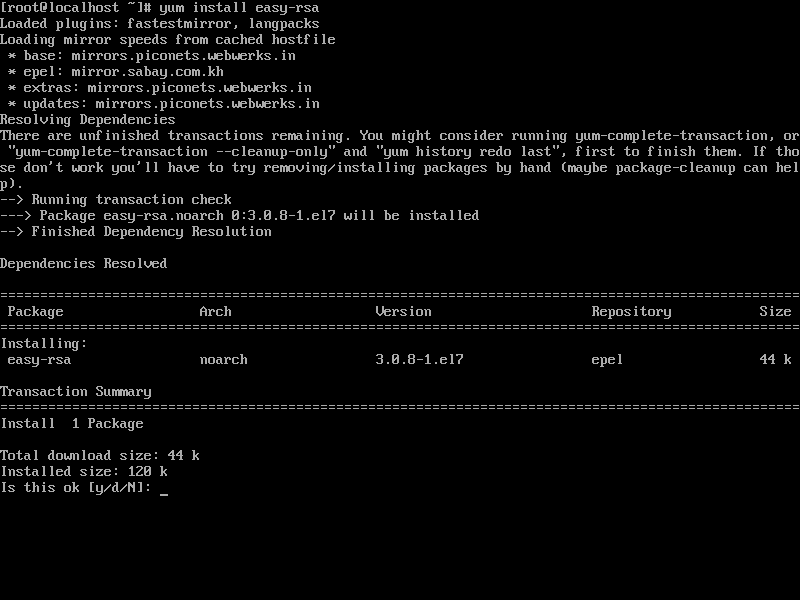 [root@localhost ~]# yum install easy-rsa
Loaded plugins: fastestmirror, langpacks
Loading mirror speeds from cached hostfile
 * base: mirrors.piconets.webwerks.in
 * epel: mirror.sabay.com.kh
 * extras: mirrors.piconets.webwerks.in
 * updates: mirrors.piconets.webwerks.in
Resolving Dependencies
There are unfinished transactions remaining. You might consider running yum-complete-transaction, or
 "yum-complete-transaction --cleanup-only" and "yum history redo last", first to finish them. If tho
se don't work you'll have to try removing/installing packages by hand (maybe package-cleanup can hel
p).
--> Running transaction check
---> Package easy-rsa.noarch 0:3.0.8-1.el7 will be installed
--> Finished Dependency Resolution

Dependencies Resolved

====================================================================================================
 Package                 Arch                  Version                    Repository           Size
====================================================================================================
Installing:
 easy-rsa                noarch                3.0.8-1.el7                epel                 44 k

Transaction Summary
====================================================================================================
Install  1 Package

Total download size: 44 k
Installed size: 120 k
Is this ok [y/d/N]: _